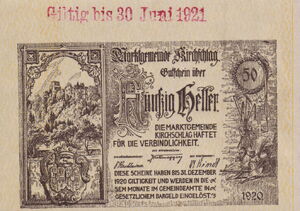 Gültig bis 30 Juni 1921
Marktgemeinde Kirchschlag
Gutschein über
50
Fünfzig Heller
DIE MARKTGEMEINDE
KIRCHSCHLAG HAFTET
FÜR DIE VERBINDLICHKEIT.
DIESE SCHEINE HABEN BIS 31. DEZEMBER
1920 GILTIGKEIT UND WERDEN IN DIE-
SEM MONATE IM GEMEINDEAMTE IN
GESETZLICHEM BARGELD EINGELÖST.
1920